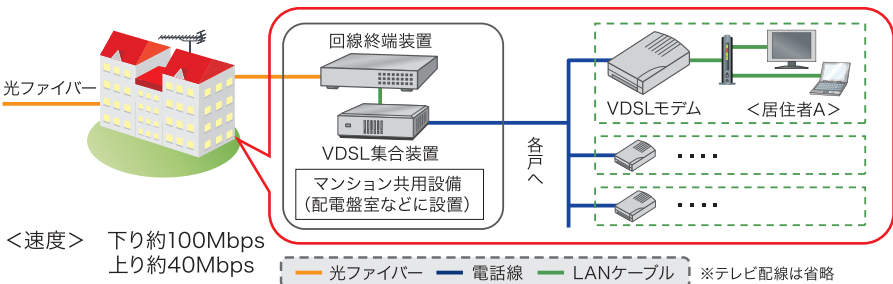 光ファイバー
回線終端装置
VDSL集合装置
マンション共用設備
（配電盤室などに設置）
各戸へ
VDSLモデム
＜居住者A＞
・・・・
・・・・
＜速度＞ 下り約100Mbps
上り約40Mbps
光ファイバー 電話線 LANケーブル ※テレビ配線は省略